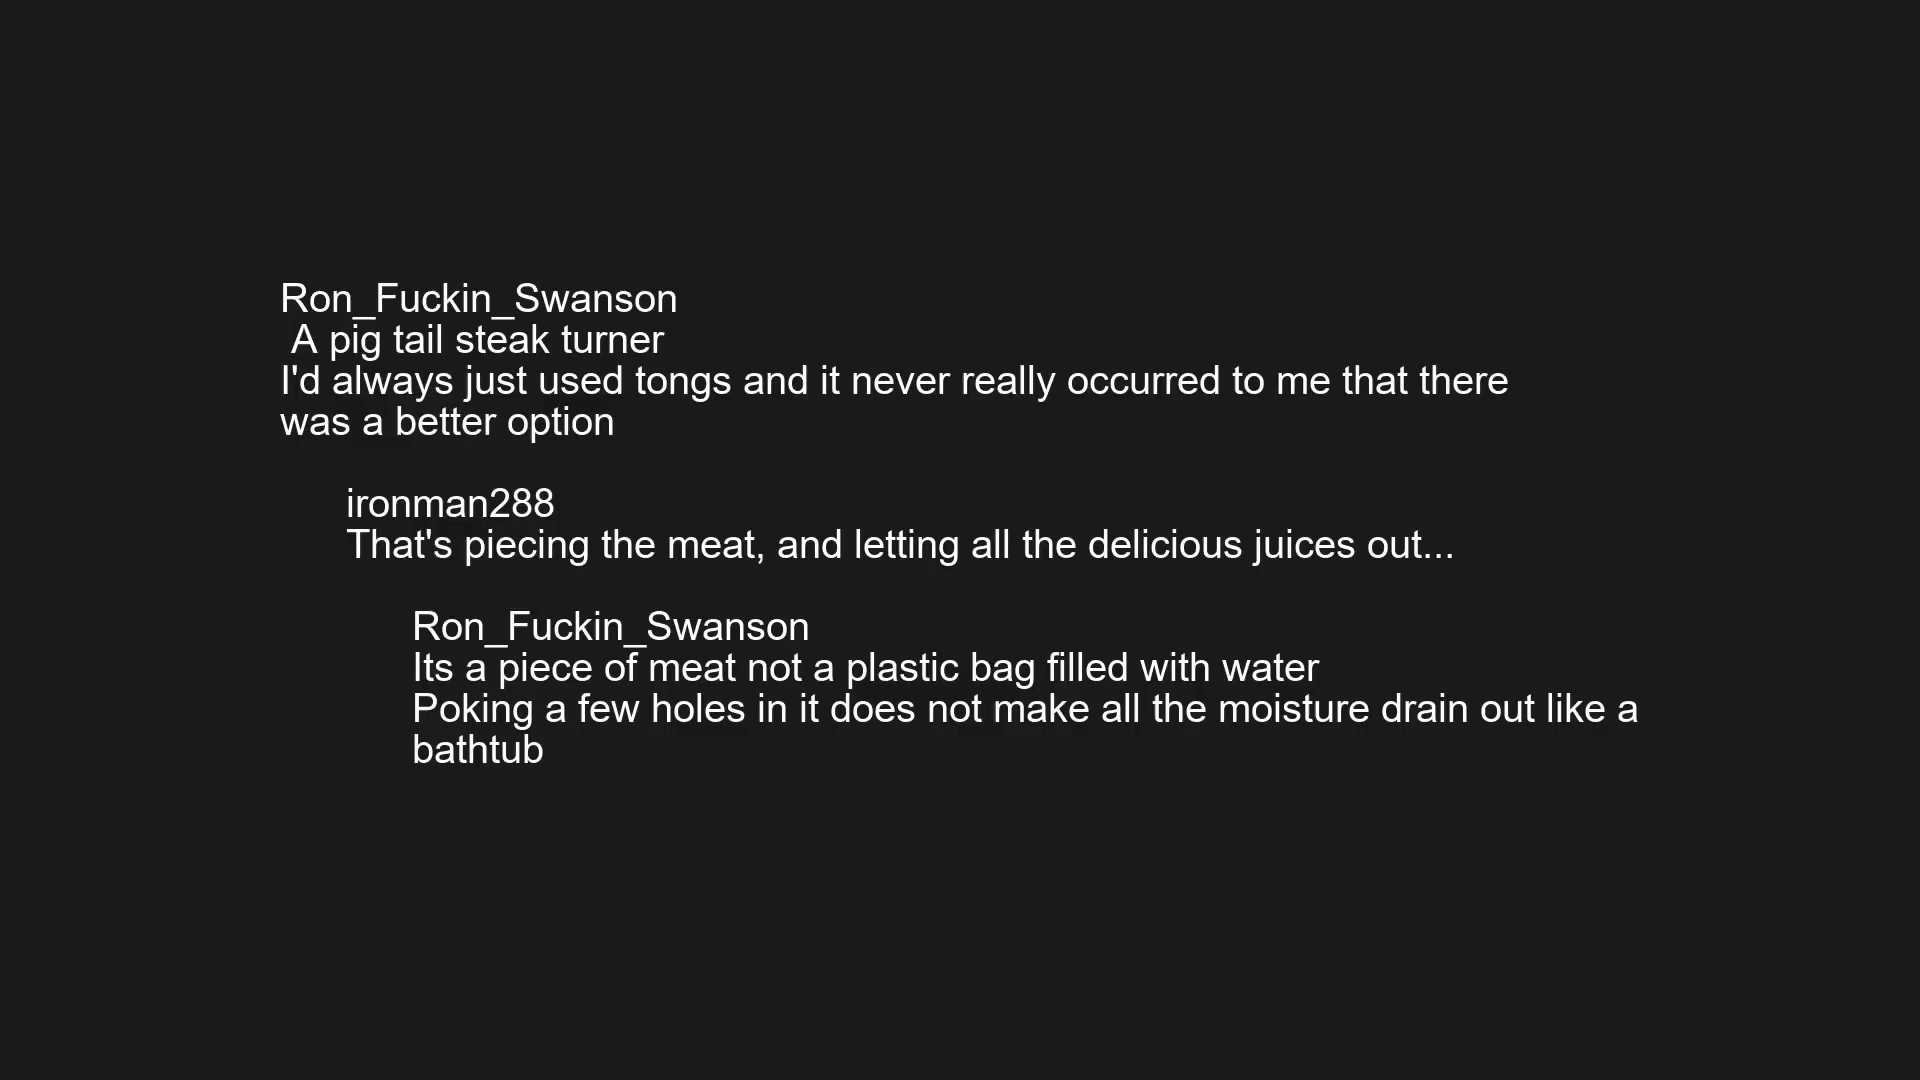 Ron_Fuckin_Swanson
A pig tail steak turner
I'd always just used tongs and it never really occurred to me that there
was a better option
ironman288
That's piecing the meat, and letting all the delicious juices out...
Ron_Fuckin_Swanson
Its a piece of meat not a plastic bag filled with water
Poking a few holes in it does not make all the moisture drain out like a
bathtub